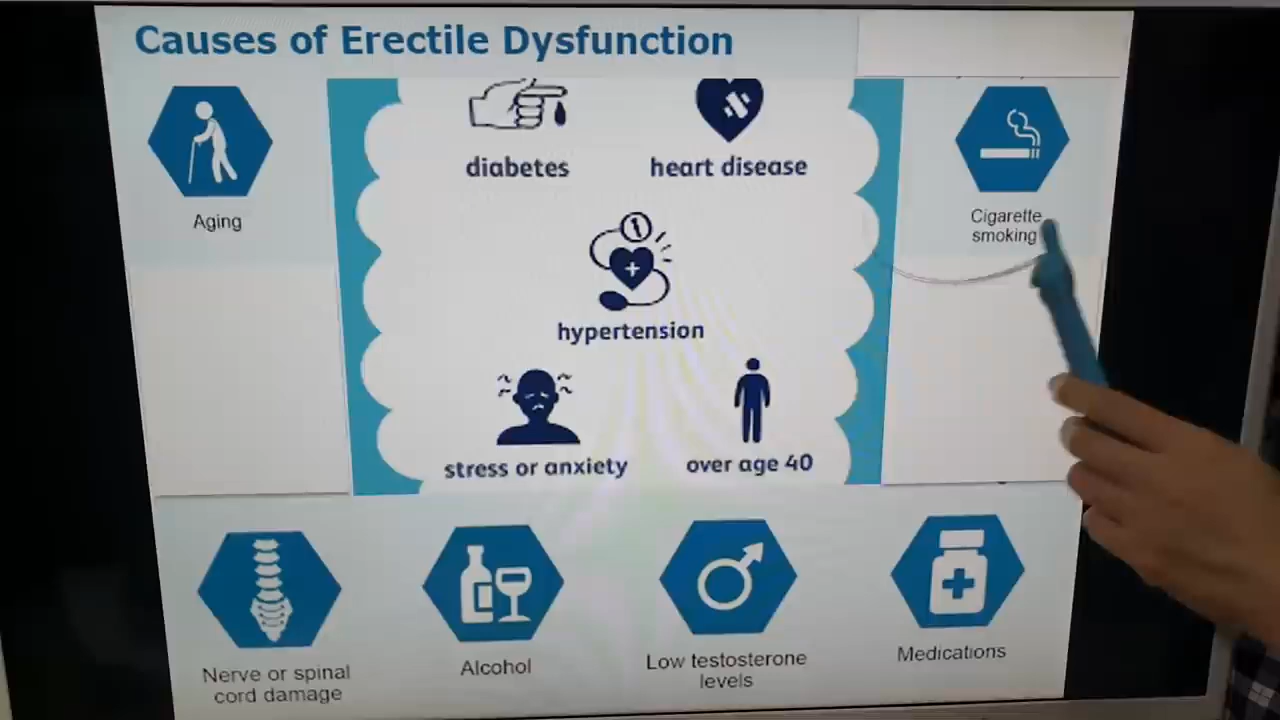 Causes of Erectile Dysfunction
diabetes
heart disease
Aging
Cigarette
smoking
hypertension
stress or anxiety
over age 40
Nerve or spinal
cord damage
Alcohol
Low testosterone
levels
Medications